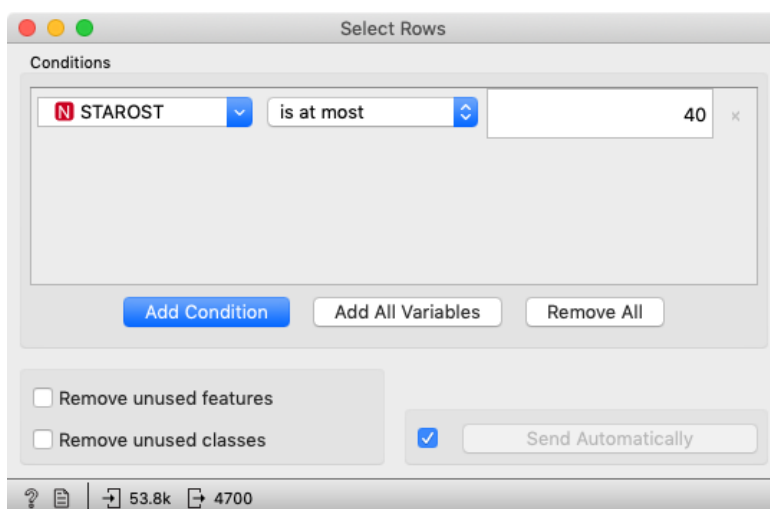 Select Rows
Conditions
N STAROST is at most 40 ×
Add Condition Add All Variables Remove All
Remove unused features
Remove unused classes
Send Automatically
? 53.8k 4700